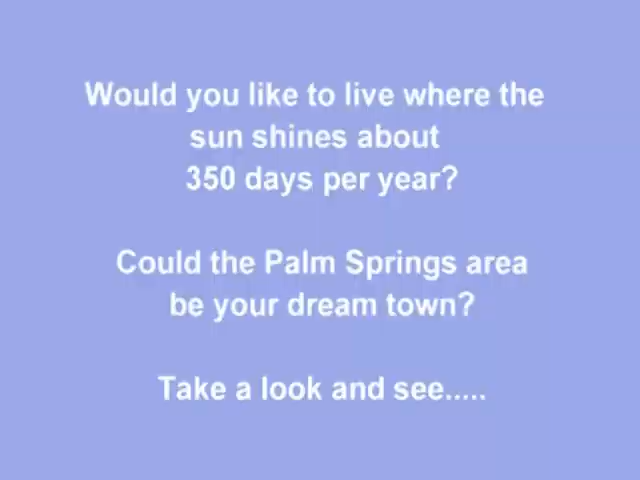 Would you like to live where the
sun shines about
350 days per year?
Could the Palm Springs area
be your dream town?
Take a look and see.....